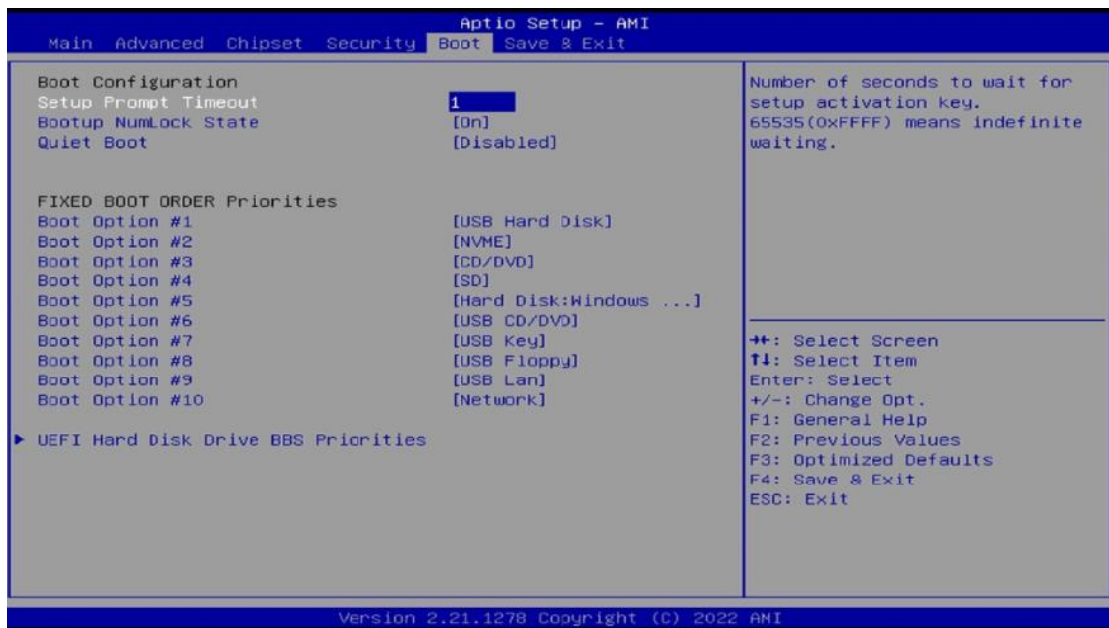 Aptio Setup – AMI
Main Advanced Chipset Security Boot Save & Exit
Boot Configuration
Setup Prompt Timeout 1
Bootup NumLock State [On]
Quiet Boot [Disabled]
FIXED BOOT ORDER Priorities
Boot Option #1 [USB Hard Disk]
Boot Option #2 [NVME]
Boot Option #3 [CD/DVD]
Boot Option #4 [SD]
Boot Option #5 [Hard Disk:Windows ...]
Boot Option #6 [USB CD/DVD]
Boot Option #7 [USB Key]
Boot Option #8 [USB Floppy]
Boot Option #9 [USB Lan]
Boot Option #10 [Network]
▶ UEFI Hard Disk Drive BBS Priorities
Number of seconds to wait for
setup activation key.
65535(0xFFFF) means indefinite
waiting.
→←: Select Screen
↑↓: Select Item
Enter: Select
+/-: Change Opt.
F1: General Help
F2: Previous Values
F3: Optimized Defaults
F4: Save & Exit
ESC: Exit
Version 2.21.1278 Copyright (C) 2022 AMI